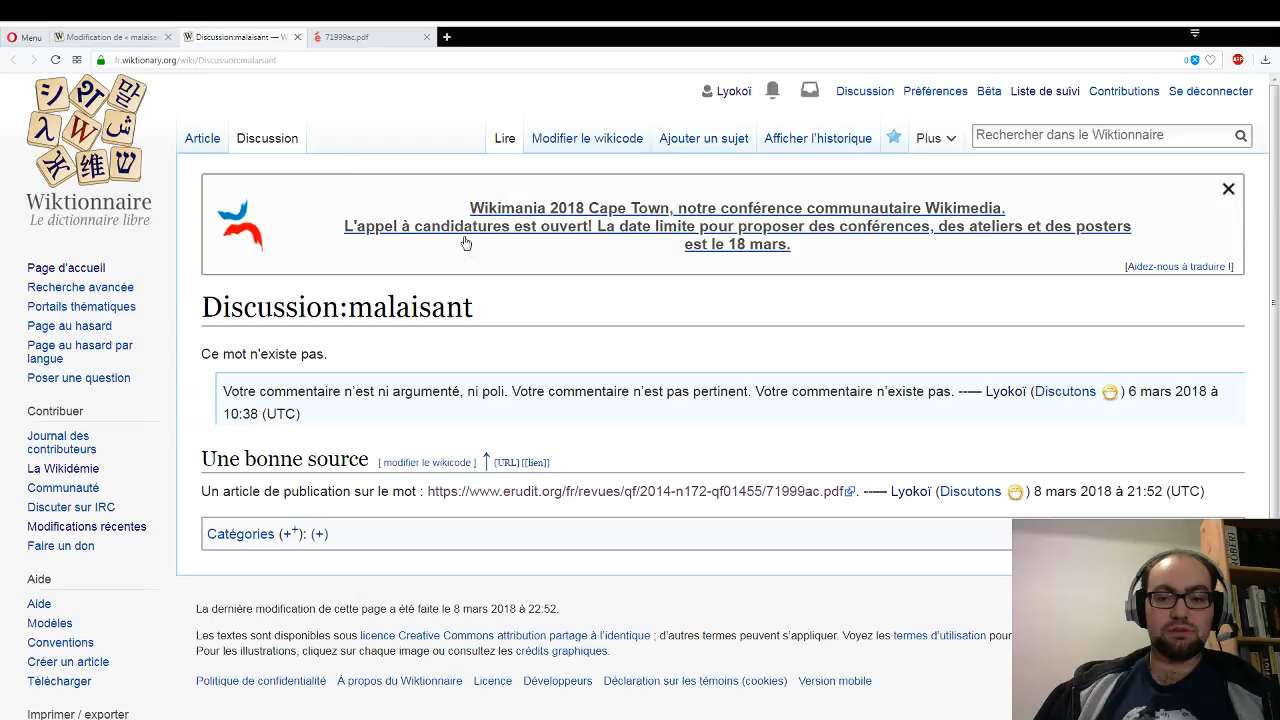 Menu
Modification de « malaisa
Discussion:malaisant — W
71999ac.pdf
fr.wiktionary.org/wiki/Discussion:malaisant
0
ABP
Lyokoï
Discussion
Préférences
Bêta
Liste de suivi
Contributions
Se déconnecter
Article
Discussion
Lire
Modifier le wikicode
Ajouter un sujet
Afficher l'historique
Plus
Rechercher dans le Wiktionnaire
Wiktionnaire
Le dictionnaire libre
Page d'accueil
Recherche avancée
Portails thématiques
Page au hasard
Page au hasard par
langue
Poser une question
Contribuer
Journal des
contributeurs
La Wikidémie
Communauté
Discuter sur IRC
Modifications récentes
Faire un don
Aide
Aide
Modèles
Conventions
Créer un article
Télécharger
Imprimer / exporter
Wikimania 2018 Cape Town, notre conférence communautaire Wikimedia.
L'appel à candidatures est ouvert! La date limite pour proposer des conférences, des ateliers et des posters
est le 18 mars.
[Aidez-nous à traduire !]
Discussion:malaisant
Ce mot n'existe pas.
Votre commentaire n'est ni argumenté, ni poli. Votre commentaire n'est pas pertinent. Votre commentaire n'existe pas. --— Lyokoï (Discutons ) 6 mars 2018 à
10:38 (UTC)
Une bonne source [ modifier le wikicode ] ↑ [URL] [[lien]]
Un article de publication sur le mot : https://www.erudit.org/fr/revues/qf/2014-n172-qf01455/71999ac.pdf . --— Lyokoï (Discutons ) 8 mars 2018 à 21:52 (UTC)
Catégories (++): (+)
La dernière modification de cette page a été faite le 8 mars 2018 à 22:52.
Les textes sont disponibles sous licence Creative Commons attribution partage à l'identique ; d'autres termes peuvent s'appliquer. Voyez les termes d'utilisation pour
Pour les illustrations, cliquez sur chaque image ou consultez les crédits graphiques.
Politique de confidentialité
À propos du Wiktionnaire
Licence
Développeurs
Déclaration sur les témoins (cookies)
Version mobile